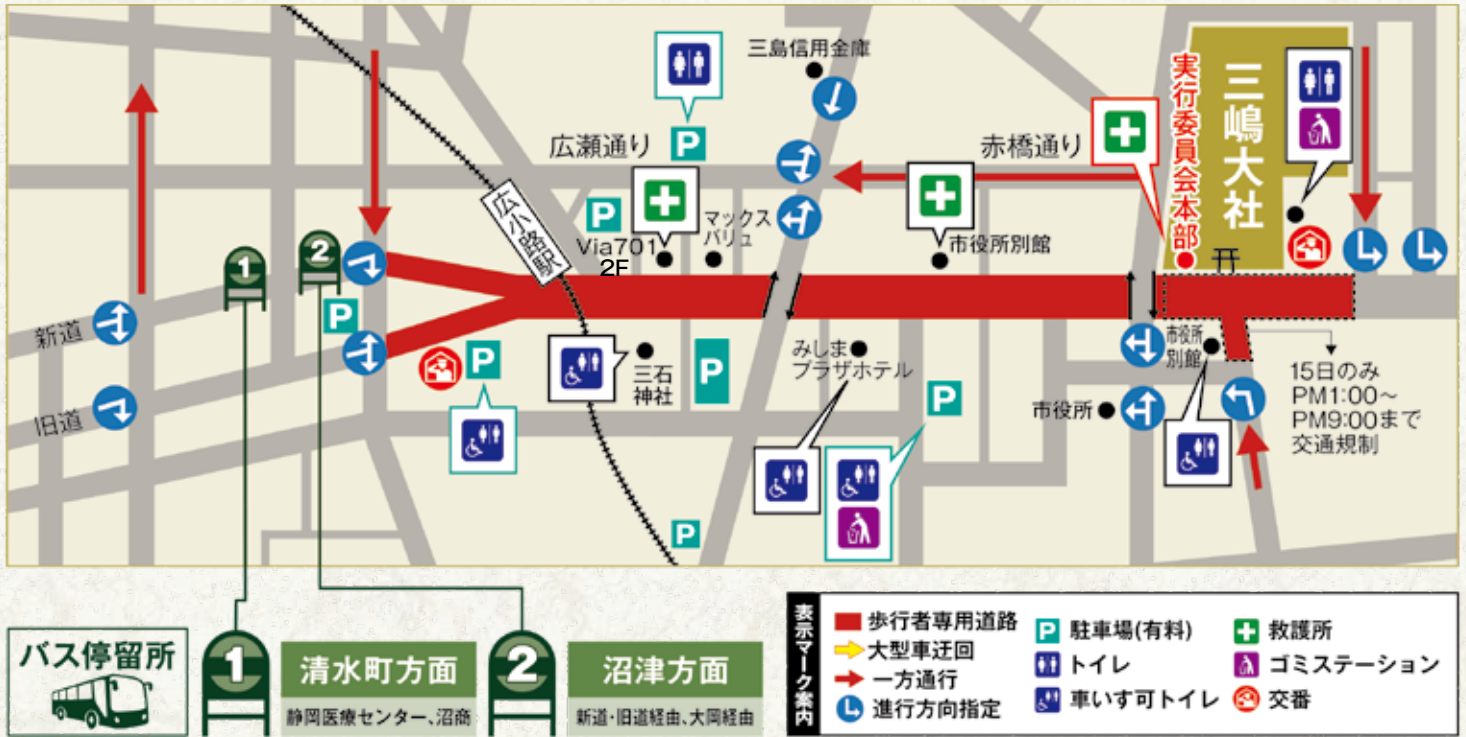 三島信用金庫
広瀬通り
P
赤橋通り
実行委員会本部
三嶋大社
P
Via701
2F
マックス
バリュ
市役所別館
広小路駅
1
2
新道
旧道
P
P
三石
神社
P
みしま
プラザホテル
P
市役所
市役所
別館
15日のみ
PM1:00～
PM9:00まで
交通規制
P
バス停留所
1
清水町方面
静岡医療センター、沼商
2
沼津方面
新道・旧道経由、大岡経由
表示マーク案内
歩行者専用道路
大型車迂回
一方通行
進行方向指定
P 駐車場(有料)
トイレ
車いす可トイレ
救護所
ゴミステーション
交番